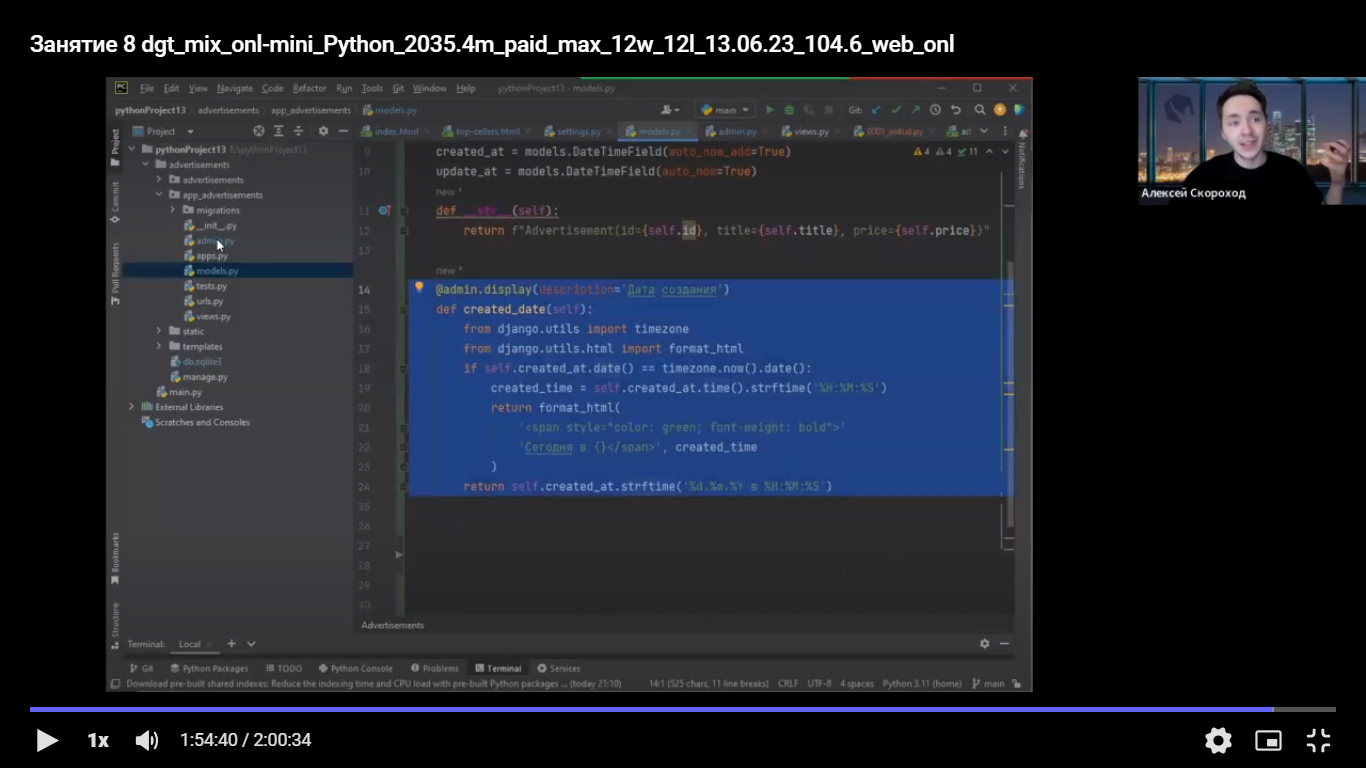 Занятие 8 dgt_mix_onl-mini_Python_2035.4m_paid_max_12w_12l_13.06.23_104.6_web_onl
PC File Edit View Navigate Code Refactor Run Tools Git Window Help pythonProject13 - models.py
pythonProject13 advertisements app_advertisements models.py main Git:
Project
index.html top-sellers.html settings.py models.py admin.py views.py 0001_initial.py
pythonProject13 E:\pythonProject13
advertisements
advertisements
app_advertisements
migrations
__init__.py
admin.py
apps.py
models.py
tests.py
urls.py
views.py
static
templates
db.sqlite3
manage.py
main.py
External Libraries
Scratches and Consoles
Project
Commit
Pull Requests
Bookmarks
Structure
4 4 11
9 created_at = models.DateTimeField(auto_now_add=True)
10 update_at = models.DateTimeField(auto_now=True)
new *
11 def __str__(self):
12 return f"Advertisement(id={self.id}, title={self.title}, price={self.price})"
13
new *
14 @admin.display(description='Дата создания')
15 def created_date(self):
16 from django.utils import timezone
17 from django.utils.html import format_html
18 if self.created_at.date() == timezone.now().date():
19 created_time = self.created_at.time().strftime('%H:%M:%S')
20 return format_html(
21 '<span style="color: green; font-weight: bold">'
22 'Сегодня в {}</span>', created_time
23 )
24 return self.created_at.strftime('%d.%m.%Y в %H:%M:%S')
25
26
27
28
29
30
Advertisements
Notifications
Terminal: Local
Git Python Packages TODO Python Console Problems Terminal Services
Download pre-built shared indexes: Reduce the indexing time and CPU load with pre-built Python packages ... (today 21:10) 14:1 (525 chars, 11 line breaks) CRLF UTF-8 4 spaces Python 3.11 (home) main
Алексей Скороход
1x 1:54:40 / 2:00:34